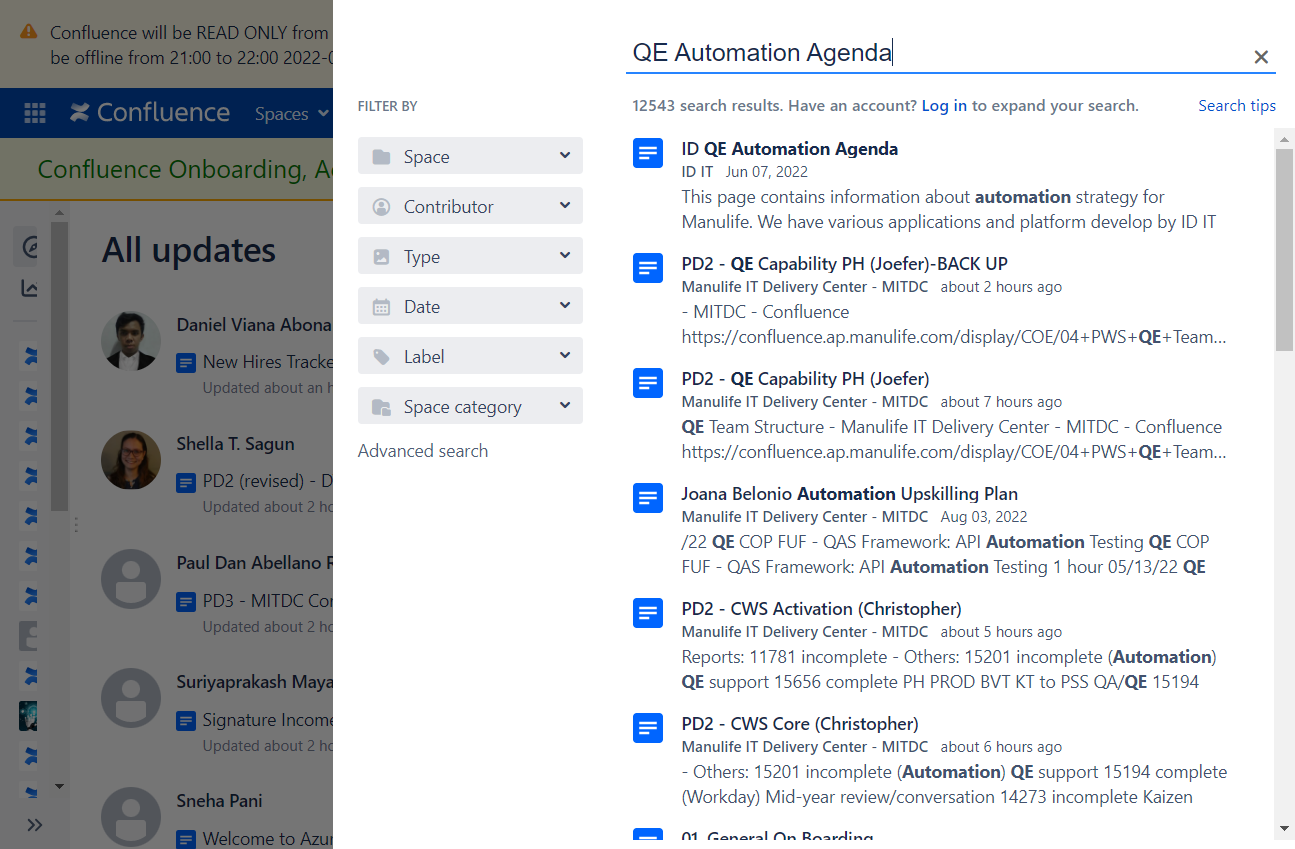 Confluence will be READ ONLY from
be offline from 21:00 to 22:00 2022-0
Confluence
Spaces
Confluence Onboarding, A
All updates
Daniel Viana Abona
New Hires Tracke
Updated about an h
Shella T. Sagun
PD2 (revised) - D
Updated about 2 ho
Paul Dan Abellano R
PD3 - MITDC Cor
Updated about 2 ho
Suriyaprakash Maya
Signature Income
Updated about 2 ho
Sneha Pani
Welcome to Azur
FILTER BY
Space
Contributor
Type
Date
Label
Space category
Advanced search
QE Automation Agenda
12543 search results. Have an account? Log in to expand your search.
Search tips
ID QE Automation Agenda
ID IT Jun 07, 2022
This page contains information about automation strategy for
Manulife. We have various applications and platform develop by ID IT
PD2 - QE Capability PH (Joefer)-BACK UP
Manulife IT Delivery Center - MITDC about 2 hours ago
- MITDC - Confluence
https://confluence.ap.manulife.com/display/COE/04+PWS+QE+Team...
PD2 - QE Capability PH (Joefer)
Manulife IT Delivery Center - MITDC about 7 hours ago
QE Team Structure - Manulife IT Delivery Center - MITDC - Confluence
https://confluence.ap.manulife.com/display/COE/04+PWS+QE+Team...
Joana Belonio Automation Upskilling Plan
Manulife IT Delivery Center - MITDC Aug 03, 2022
/22 QE COP FUF - QAS Framework: API Automation Testing QE COP
FUF - QAS Framework: API Automation Testing 1 hour 05/13/22 QE
PD2 - CWS Activation (Christopher)
Manulife IT Delivery Center - MITDC about 5 hours ago
Reports: 11781 incomplete - Others: 15201 incomplete (Automation)
QE support 15656 complete PH PROD BVT KT to PSS QA/QE 15194
PD2 - CWS Core (Christopher)
Manulife IT Delivery Center - MITDC about 6 hours ago
- Others: 15201 incomplete (Automation) QE support 15194 complete
(Workday) Mid-year review/conversation 14273 incomplete Kaizen
01. General On Boarding